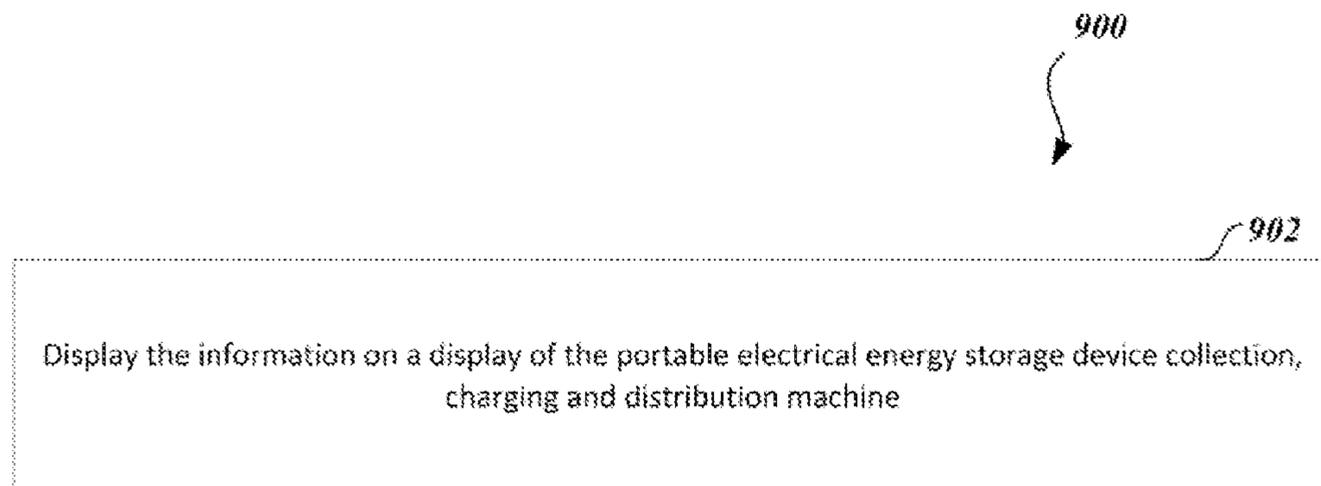 900
902
Display the information on a display of the portable electrical energy storage device collection,
charging and distribution machine